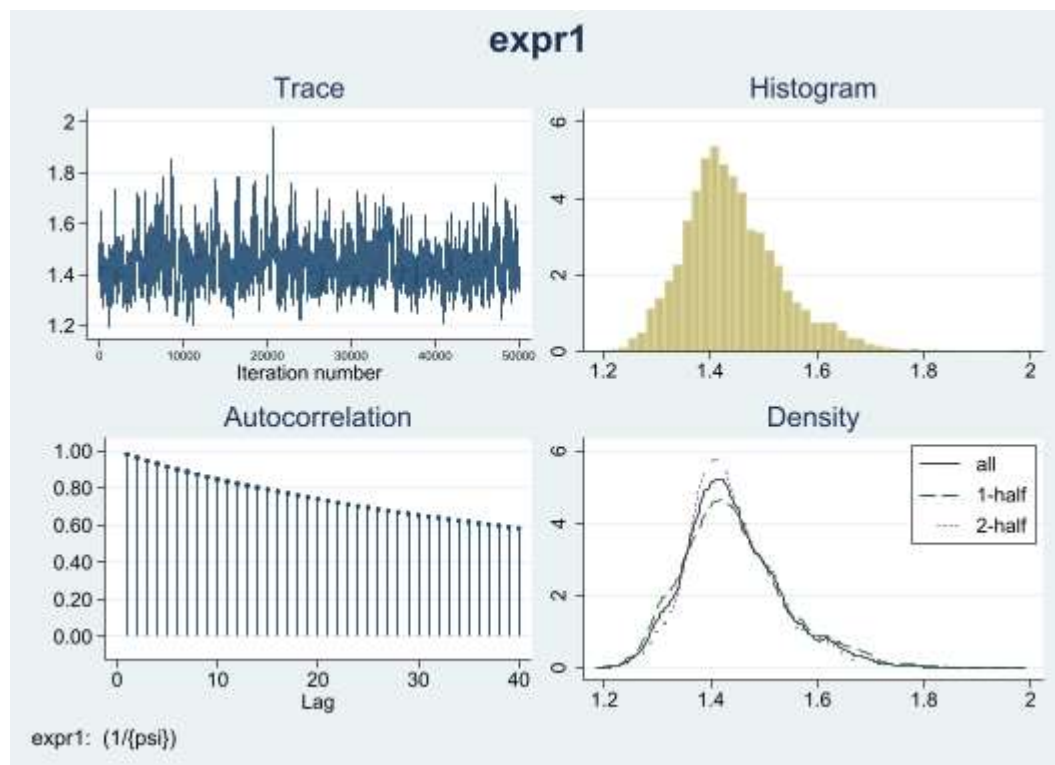 expr1
Trace
2
1.8
1.6
1.4
1.2
0 10000 20000 30000 40000 50000
Iteration number
Histogram
6
4
2
0
1.2 1.4 1.6 1.8 2
Autocorrelation
1.00
0.80
0.60
0.40
0.20
0.00
0 10 20 30 40
Lag
Density
6
4
2
0
all
1-half
2-half
1.2 1.4 1.6 1.8 2
expr1: (1/{psi})